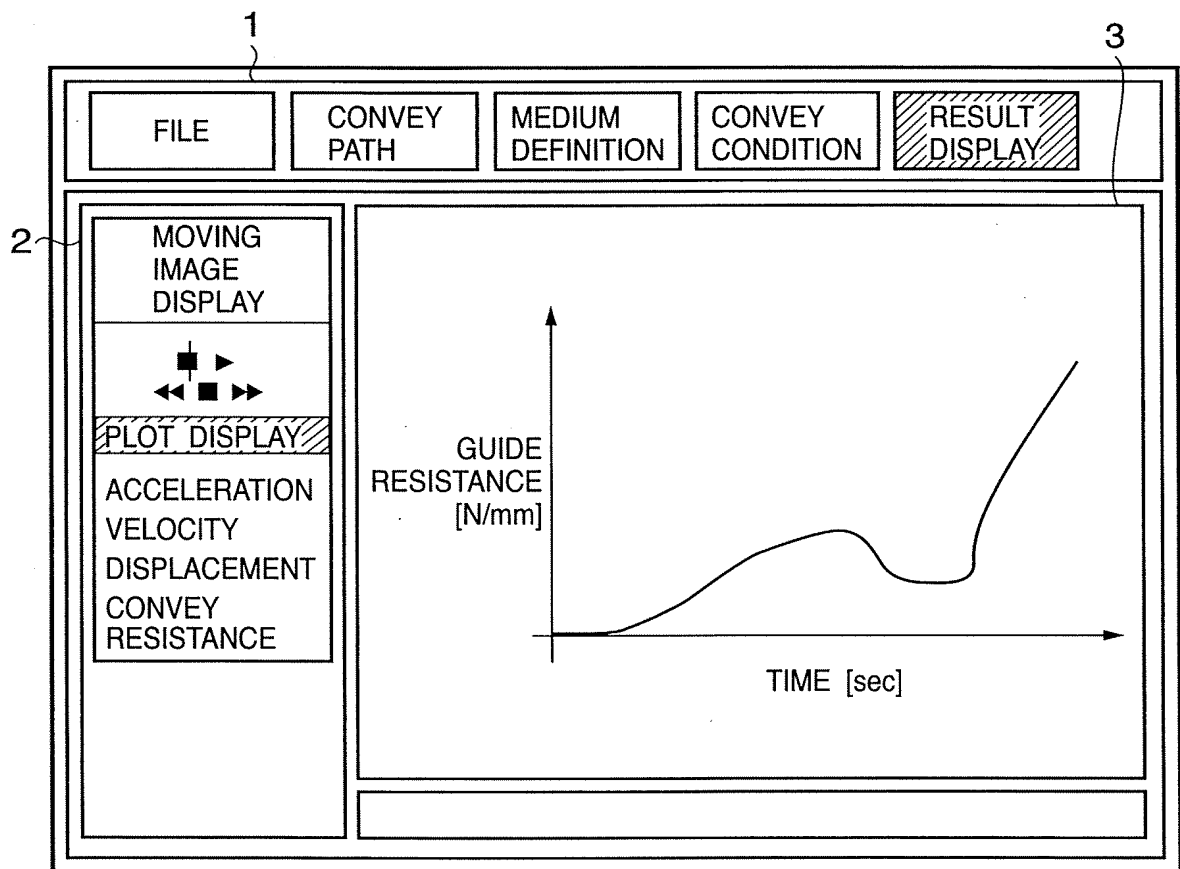 1
3
FILE
CONVEY
PATH
MEDIUM
DEFINITION
CONVEY
CONDITION
RESULT
DISPLAY
2
MOVING
IMAGE
DISPLAY
PLOT DISPLAY
ACCELERATION
VELOCITY
DISPLACEMENT
CONVEY
RESISTANCE
GUIDE
RESISTANCE
[N/mm]
TIME [sec]